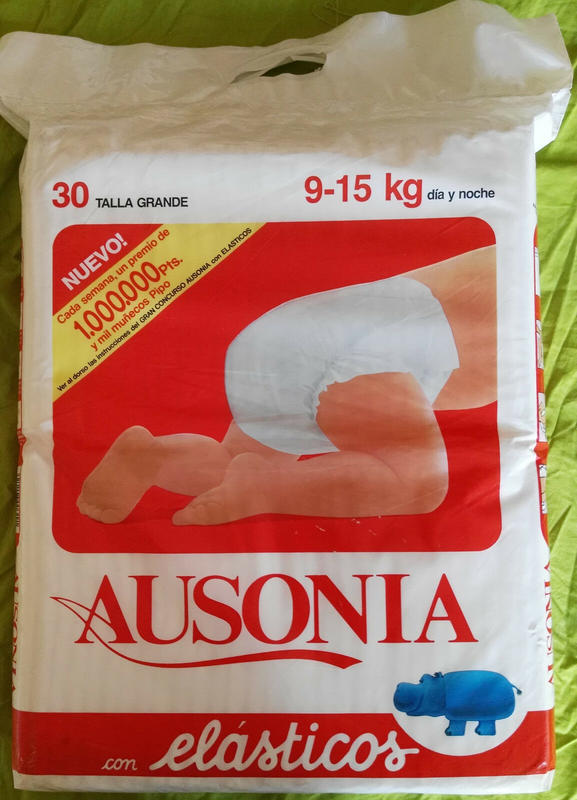 30 TALLA GRANDE
9-15 kg día y noche
NUEVO!
Cada semana, un premio de
1.000.000 Pts.
y mil muñecos Pipo
Ver al dorso las instrucciones del GRAN CONCURSO AUSONIA con ELASTICOS
AUSONIA
con elásticos